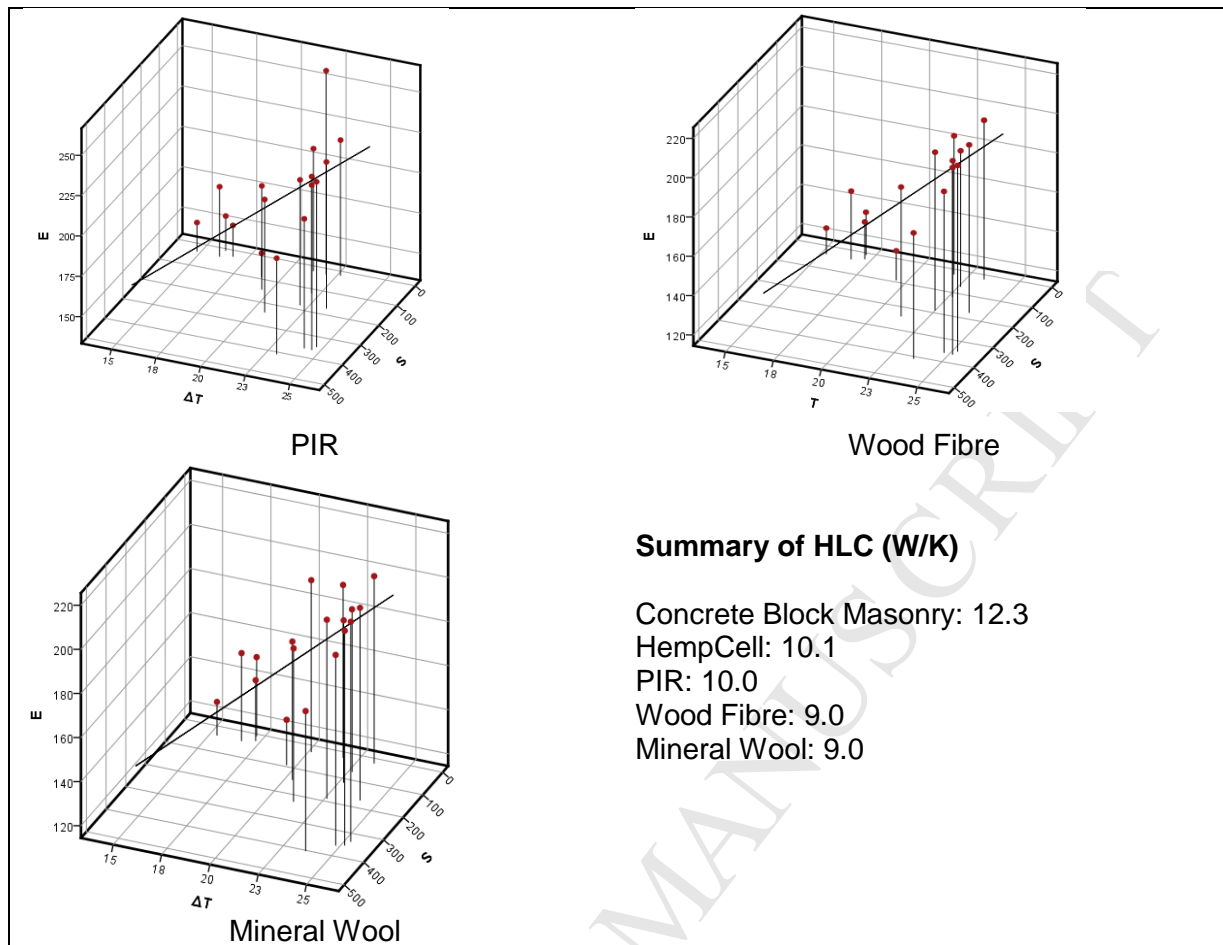 E
250
225
200
175
150
15
18
20
23
25
ΔT
0
100
200
300
400
500
S
PIR
E
220
200
180
160
140
120
15
18
20
23
25
T
0
100
200
300
400
500
S
Wood Fibre
E
220
200
180
160
140
120
15
18
20
23
25
ΔT
0
100
200
300
400
500
S
Mineral Wool
Summary of HLC (W/K)
Concrete Block Masonry: 12.3
HempCell: 10.1
PIR: 10.0
Wood Fibre: 9.0
Mineral Wool: 9.0
MANUSCRIPT